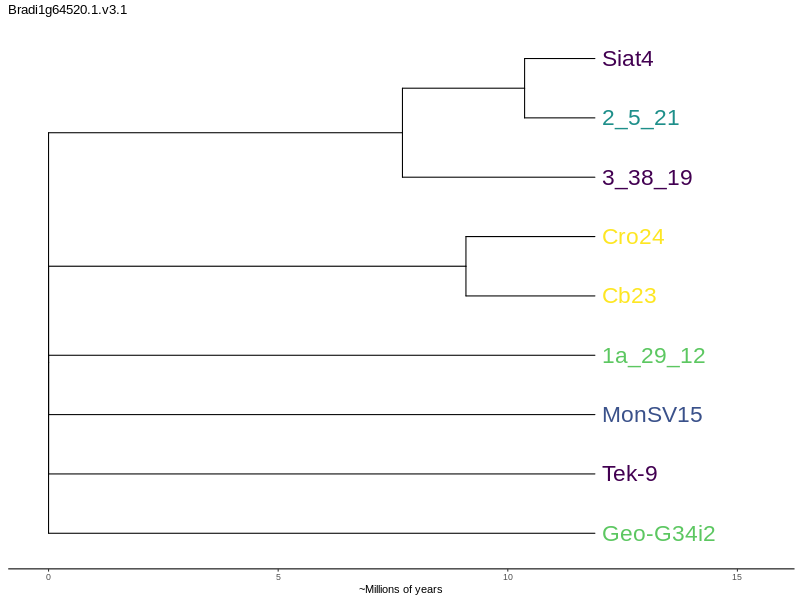 Bradi1g64520.1.v3.1
Siat4
2_5_21
3_38_19
Cro24
Cb23
1a_29_12
MonSV15
Tek-9
Geo-G34i2
0 5 10 15
~Millions of years